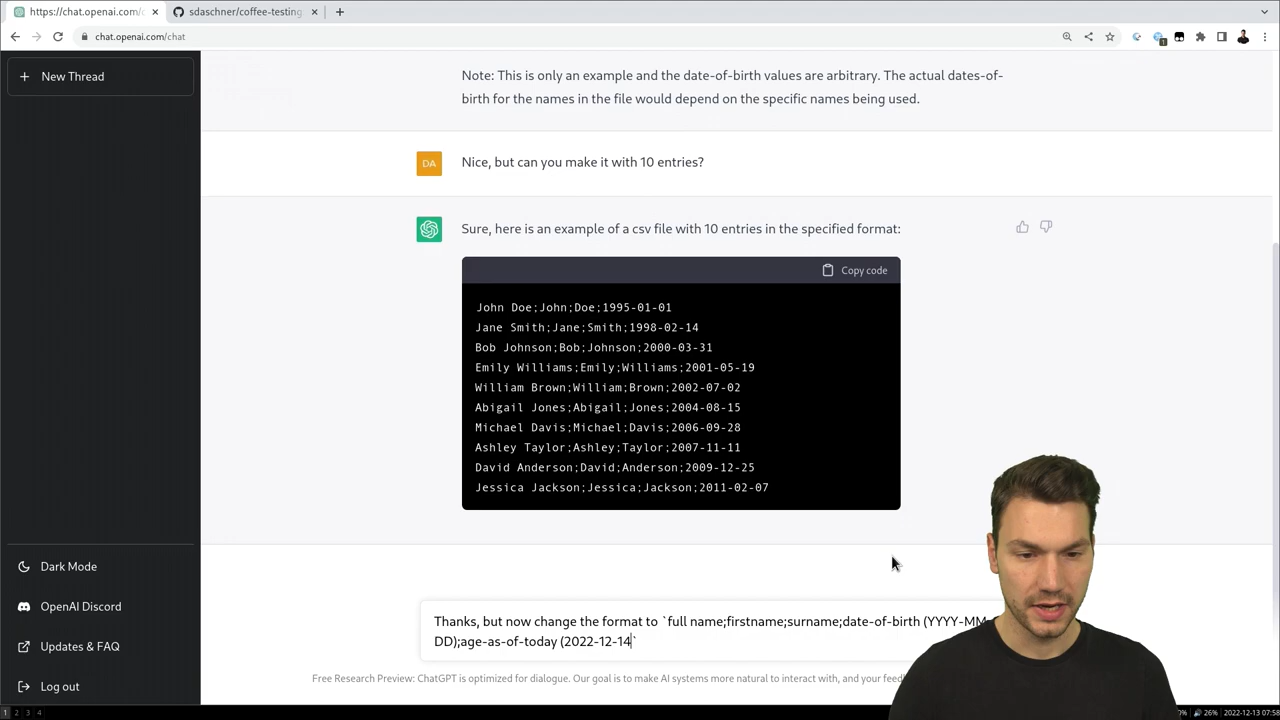 https://chat.openai.com/c
sdaschner/coffee-testing
chat.openai.com/chat
New Thread
Note: This is only an example and the date-of-birth values are arbitrary. The actual dates-of-
birth for the names in the file would depend on the specific names being used.
DA
Nice, but can you make it with 10 entries?
Sure, here is an example of a csv file with 10 entries in the specified format:
Copy code
John Doe;John;Doe;1995-01-01
Jane Smith;Jane;Smith;1998-02-14
Bob Johnson;Bob;Johnson;2000-03-31
Emily Williams;Emily;Williams;2001-05-19
William Brown;William;Brown;2002-07-02
Abigail Jones;Abigail;Jones;2004-08-15
Michael Davis;Michael;Davis;2006-09-28
Ashley Taylor;Ashley;Taylor;2007-11-11
David Anderson;David;Anderson;2009-12-25
Jessica Jackson;Jessica;Jackson;2011-02-07
Dark Mode
OpenAI Discord
Updates & FAQ
Log out
Thanks, but now change the format to `full name;firstname;surname;date-of-birth (YYYY-MM-
DD);age-as-of-today (2022-12-14`
Free Research Preview: ChatGPT is optimized for dialogue. Our goal is to make AI systems more natural to interact with, and your
1 2 3 4
26% 2022-12-13 07:58